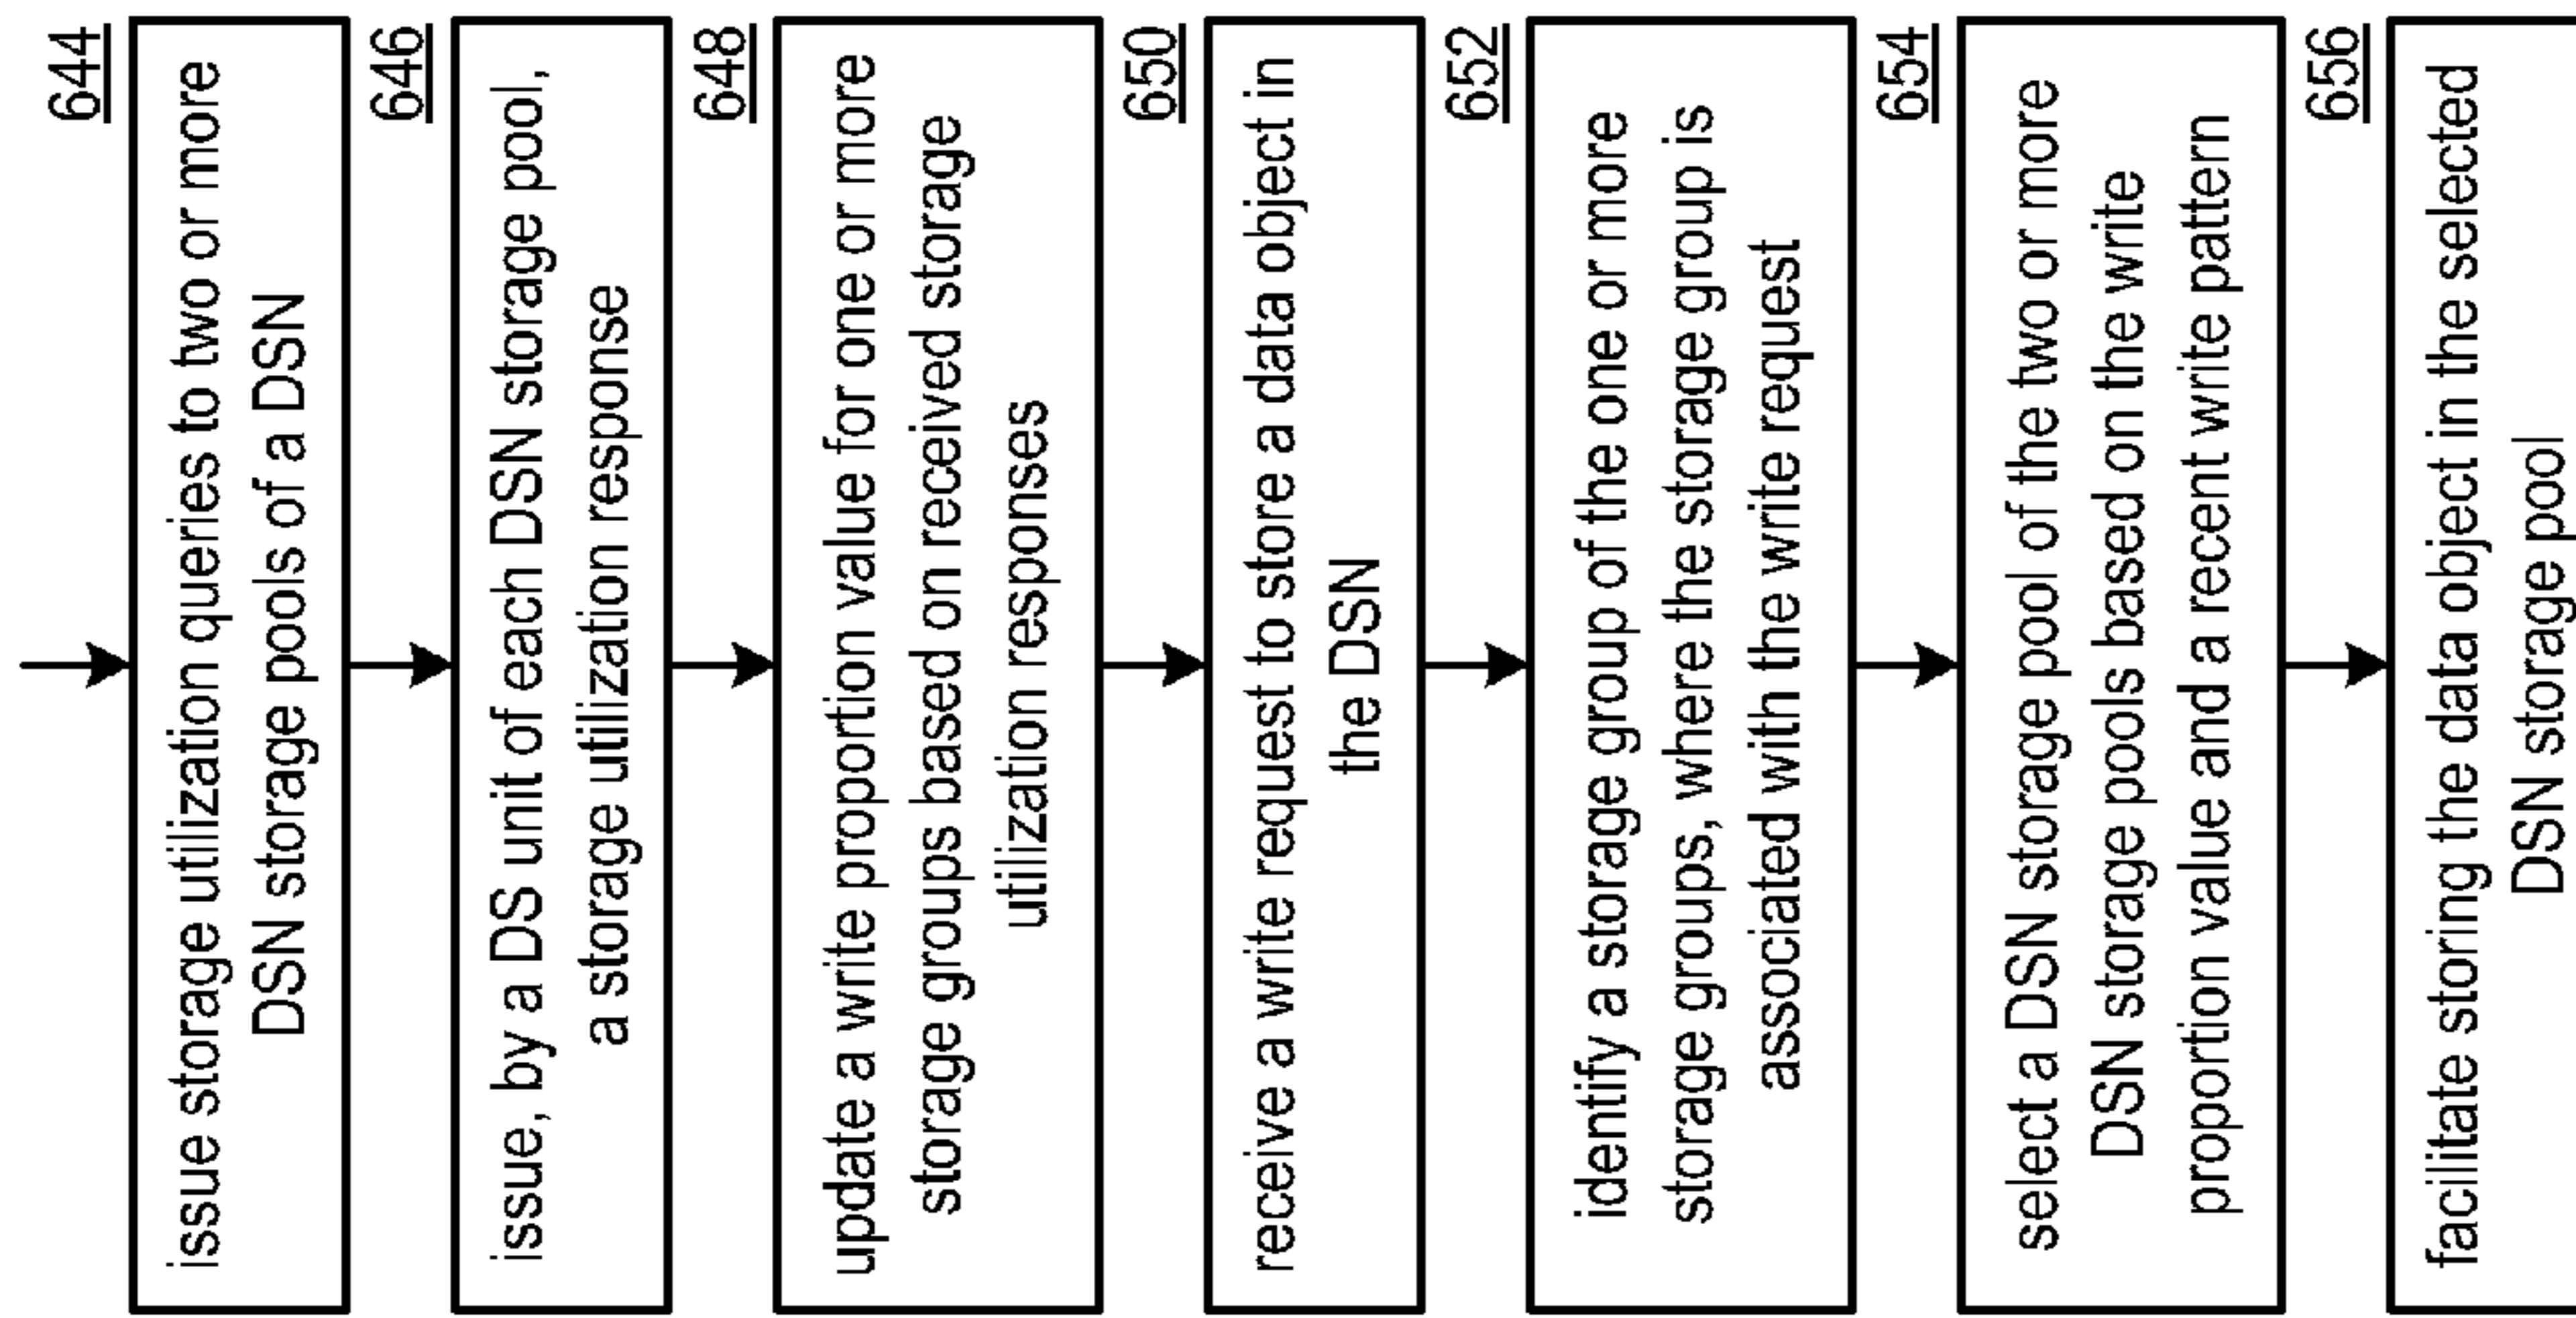 644
issue storage utilization queries to two or more
DSN storage pools of a DSN
646
issue, by a DS unit of each DSN storage pool,
a storage utilization response
648
update a write proportion value for one or more
storage groups based on received storage
utilization responses
650
receive a write request to store a data object in
the DSN
652
identify a storage group of the one or more
storage groups, where the storage group is
associated with the write request
654
select a DSN storage pool of the two or more
DSN storage pools based on the write
proportion value and a recent write pattern
656
facilitate storing the data object in the selected
DSN storage pool